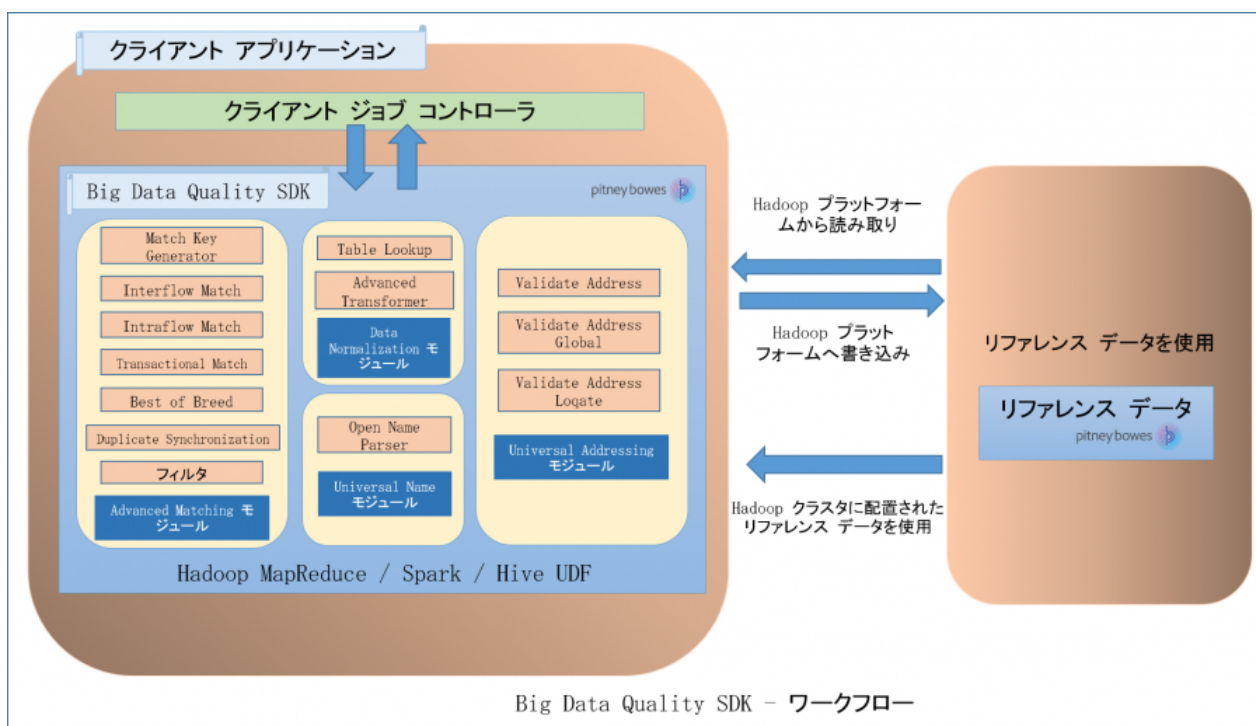 クライアント アプリケーション
クライアント ジョブ コントローラ
Big Data Quality SDK
pitney bowes
Match Key
Generator
Interflow Match
Intraflow Match
Transactional Match
Best of Breed
Duplicate Synchronization
フィルタ
Advanced Matching モ
ジュール
Table Lookup
Advanced
Transformer
Data
Normalization モ
ジュール
Open Name
Parser
Universal Name
モジュール
Validate Address
Validate Address
Global
Validate Address
Loqate
Universal Addressing
モジュール
Hadoop MapReduce / Spark / Hive UDF
Hadoop プラットフォー
ムから読み取り
Hadoop プラット
フォームへ書き込み
Hadoop クラスタに配置された
リファレンス データを使用
リファレンス データを使用
リファレンス データ
pitney bowes
Big Data Quality SDK - ワークフロー